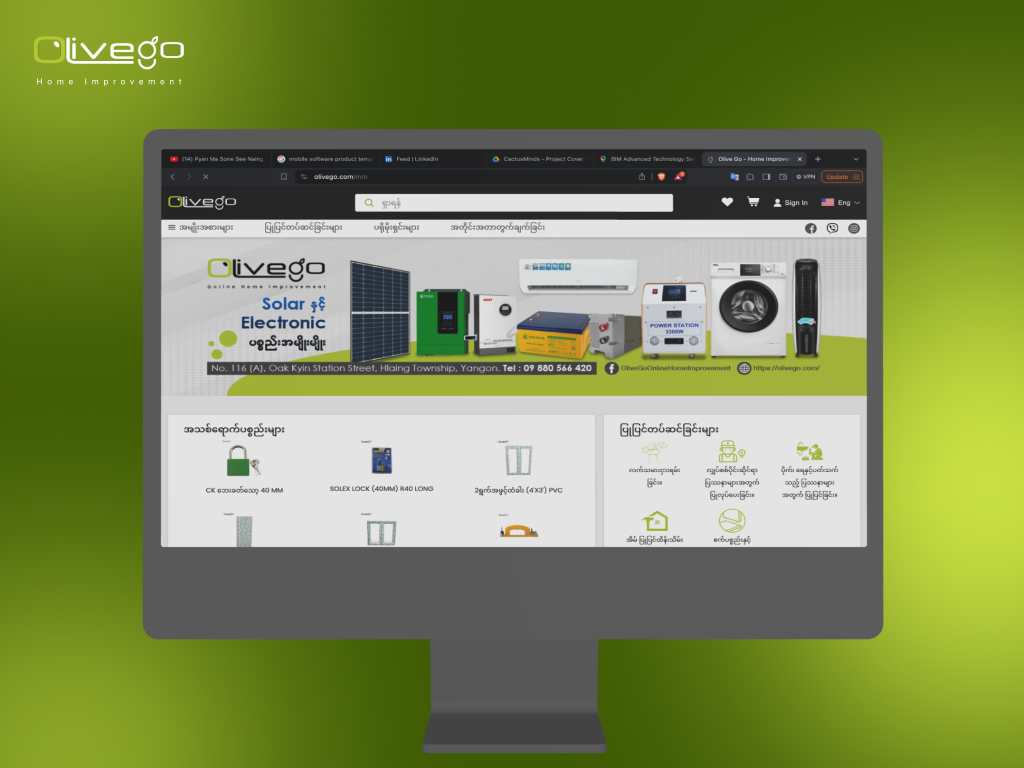 Olivego
Home Improvement
(14) Pyan Ma Sone See Naing
mobile software product temp
Feed | LinkedIn
CactusMinds - Project Cover
BIM Advanced Technology Se
Olive Go - Home Improvem
olivego.com/mm
VPN
Update
Olivego
ရှာရန်
Sign In
Eng
အမျိုးအစားများ
ပြုပြင်တပ်ဆင်ခြင်းများ
ပရိုမိုးရှင်းများ
အတိုင်းအတာတွက်ချက်ခြင်း
Olivego
Online Home Improvement
Solar နှင့်
Electronic
ပစ္စည်းအမျိုးမျိုး
POWER STATION
3300W
No. 116 (A), Oak Kyin Station Street, Hlaing Township, Yangon. Tel : 09 880 566 420
OliveGoOnlineHomeImprovement
https://olivego.com/
အသစ်ရောက်ပစ္စည်းများ
CK ဘေးခတ်သော့ 40 MM
SOLEX LOCK (40MM) R40 LONG
2ရွက်အဖွင့်တံခါး (4'X3') PVC
ပြုပြင်တပ်ဆင်ခြင်းများ
လက်သမားငှားရမ်း
ခြင်း။
လျှပ်စစ်ပိုင်းဆိုင်ရာ
ပြဿနာများအတွက်
ပြုလုပ်ပေးခြင်း။
ပိုက်၊ ရေနှင့်ပတ်သက်
သည့် ပြဿနာများ
အတွက် ပြုပြင်ခြင်း။
အိမ် ပြုပြင်ထိန်းသိမ်း
စက်ပစ္စည်းနှင့်